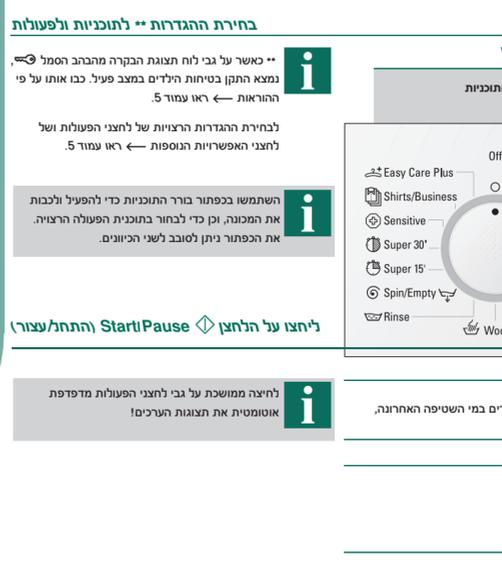 בחירת ההגדרות ** לתוכניות ולפעולות
** כאשר על גבי לוח תצוגת הבקרה מהבהב הסמל ,
נמצא התקן בטיחות הילדים במצב פעיל. כבו אותו על פי
ההוראות ← ראו עמוד 5.
לבחירת ההגדרות הרצויות של לחצני הפעולות ושל
לחצני האפשרויות הנוספות ← ראו עמוד 5.
השתמשו בכפתור בורר התוכניות כדי להפעיל ולכבות
את המכונה, וכן כדי לבחור בתוכנית הפעולה הרצויה.
את הכפתור ניתן לסובב לשני הכיוונים.
ליחצו על הלחצן Start/Pause (התחל/עצור)
לחיצה ממושכת על גבי לחצני הפעולות מדפדפת
אוטומטית את תצוגות הערכים!
תוכניות
Off
Easy Care Plus
Shirts/Business
Sensitive
Super 30'
Super 15'
Spin/Empty
Rinse
במי השטיפה האחרונה,